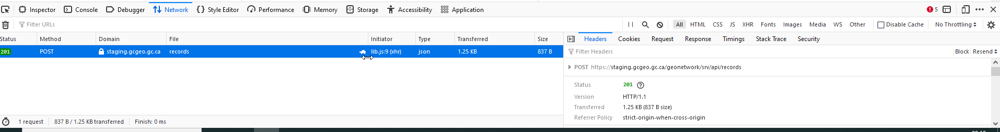 Inspector Console Debugger Network Style Editor Performance Memory Storage Accessibility Application 5
Filter URLs All HTML CSS JS XHR Fonts Images Media WS Other Disable Cache No Throttling
Status Method Domain File Initiator Type Transferred Size
201 POST staging.gcgeo.gc.ca records lib.js:9 (xhr) json 1.25 KB 837 B
1 request 837 B / 1.25 KB transferred Finish: 0 ms
Headers Cookies Request Response Timings Stack Trace Security
Filter Headers Block Resend
POST https://staging.gcgeo.gc.ca/geonetwork/srv/api/records
Status 201
Version HTTP/1.1
Transferred 1.25 KB (837 B size)
Referrer Policy strict-origin-when-cross-origin